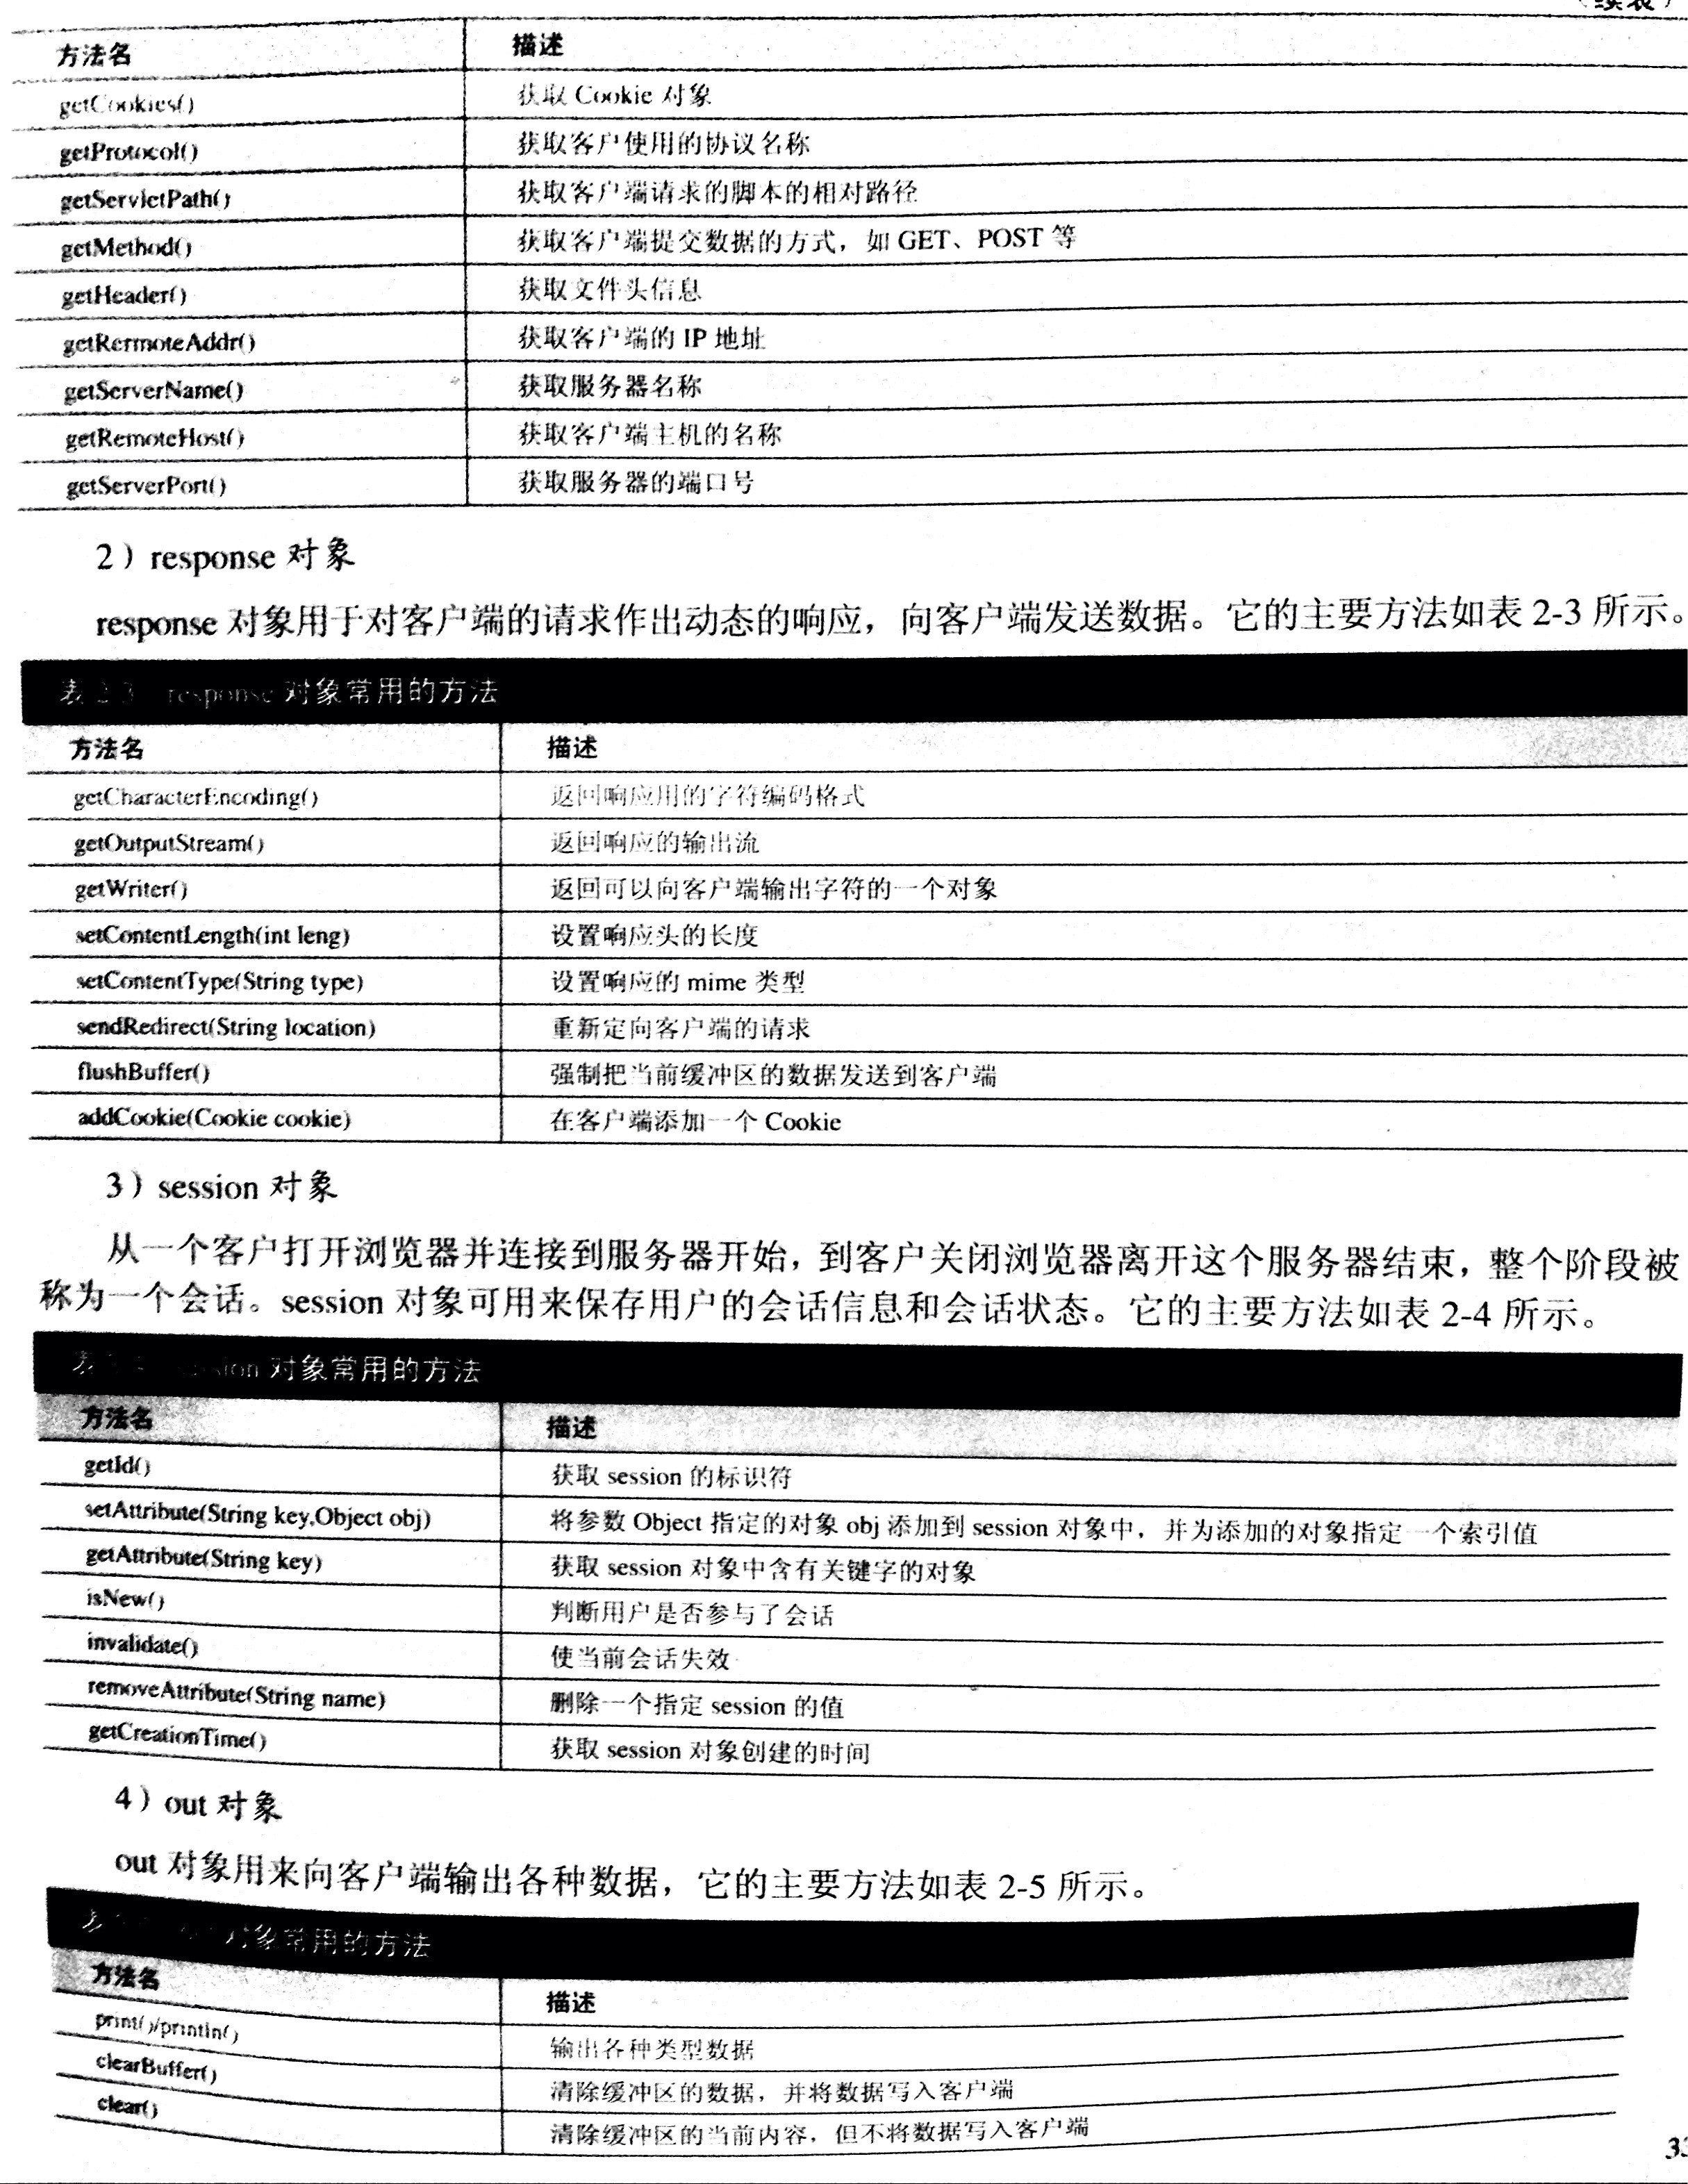 （续表）
方法名 描述
getCookies() 获取 Cookie 对象
getProtocol() 获取客户使用的协议名称
getServletPath() 获取客户端请求的脚本的相对路径
getMethod() 获取客户端提交数据的方式，如 GET、POST 等
getHeader() 获取文件头信息
getRermoteAddr() 获取客户端的 IP 地址
getServerName() 获取服务器名称
getRemoteHost() 获取客户端主机的名称
getServerPort() 获取服务器的端口号
2）response 对象
response 对象用于对客户端的请求作出动态的响应，向客户端发送数据。它的主要方法如表 2-3 所示。
表 2-3 response 对象常用的方法
方法名 描述
getCharacterEncoding() 返回响应用的字符编码格式
getOutputStream() 返回响应的输出流
getWriter() 返回可以向客户端输出字符的一个对象
setContentLength(int leng) 设置响应头的长度
setContentType(String type) 设置响应的 mime 类型
sendRedirect(String location) 重新定向客户端的请求
flushBuffer() 强制把当前缓冲区的数据发送到客户端
addCookie(Cookie cookie) 在客户端添加一个 Cookie
3）session 对象
从一个客户打开浏览器并连接到服务器开始，到客户关闭浏览器离开这个服务器结束，整个阶段被
称为一个会话。session 对象可用来保存用户的会话信息和会话状态。它的主要方法如表 2-4 所示。
表 session 对象常用的方法
方法名 描述
getId() 获取 session 的标识符
setAttribute(String key,Object obj) 将参数 Object 指定的对象 obj 添加到 session 对象中，并为添加的对象指定一个索引值
getAttribute(String key) 获取 session 对象中含有关键字的对象
isNew() 判断用户是否参与了会话
invalidate() 使当前会话失效
removeAttribute(String name) 删除一个指定 session 的值
getCreationTime() 获取 session 对象创建的时间
4）out 对象
out 对象用来向客户端输出各种数据，它的主要方法如表 2-5 所示。
对象常用的方法
方法名 描述
print()/println() 输出各种类型数据
clearBuffer() 清除缓冲区的数据，并将数据写入客户端
clear() 清除缓冲区的当前内容，但不将数据写入客户端